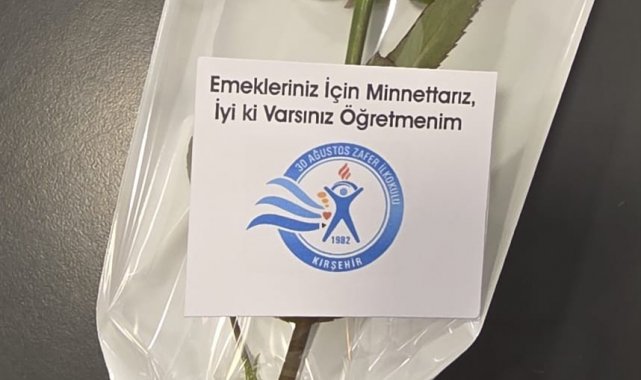 Emekleriniz İçin Minnettarız,
İyi ki Varsınız Öğretmenim
30 AĞUSTOS ZAFER İLKOKULU
1982
KIRŞEHİR